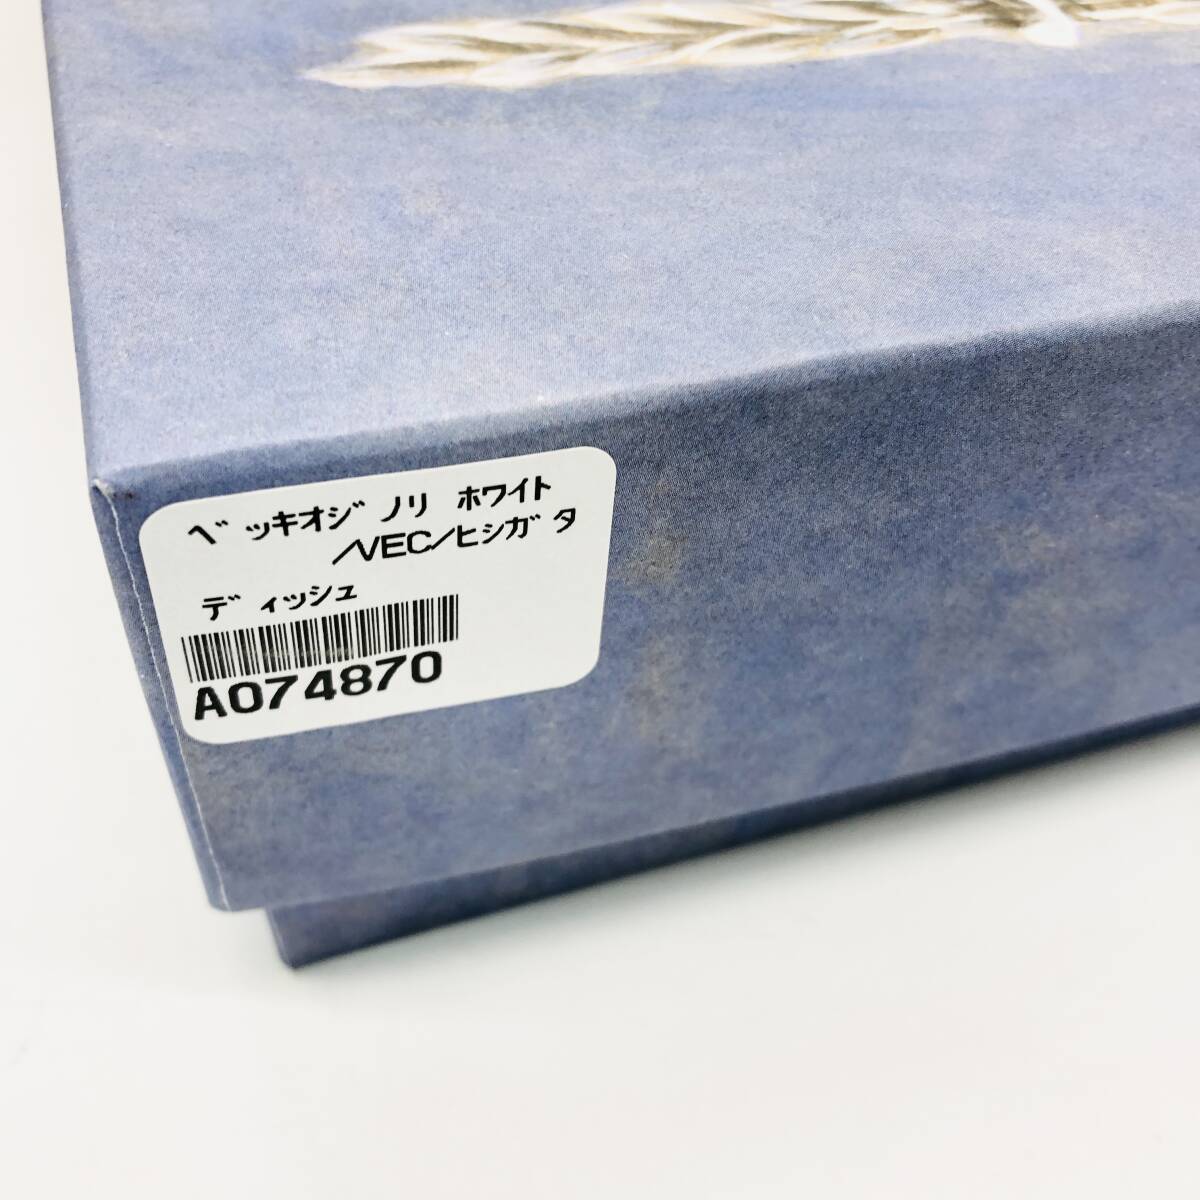 ベッキオジノリ ホワイト
/VEC/ヒシガタ
ディッシュ
A074870